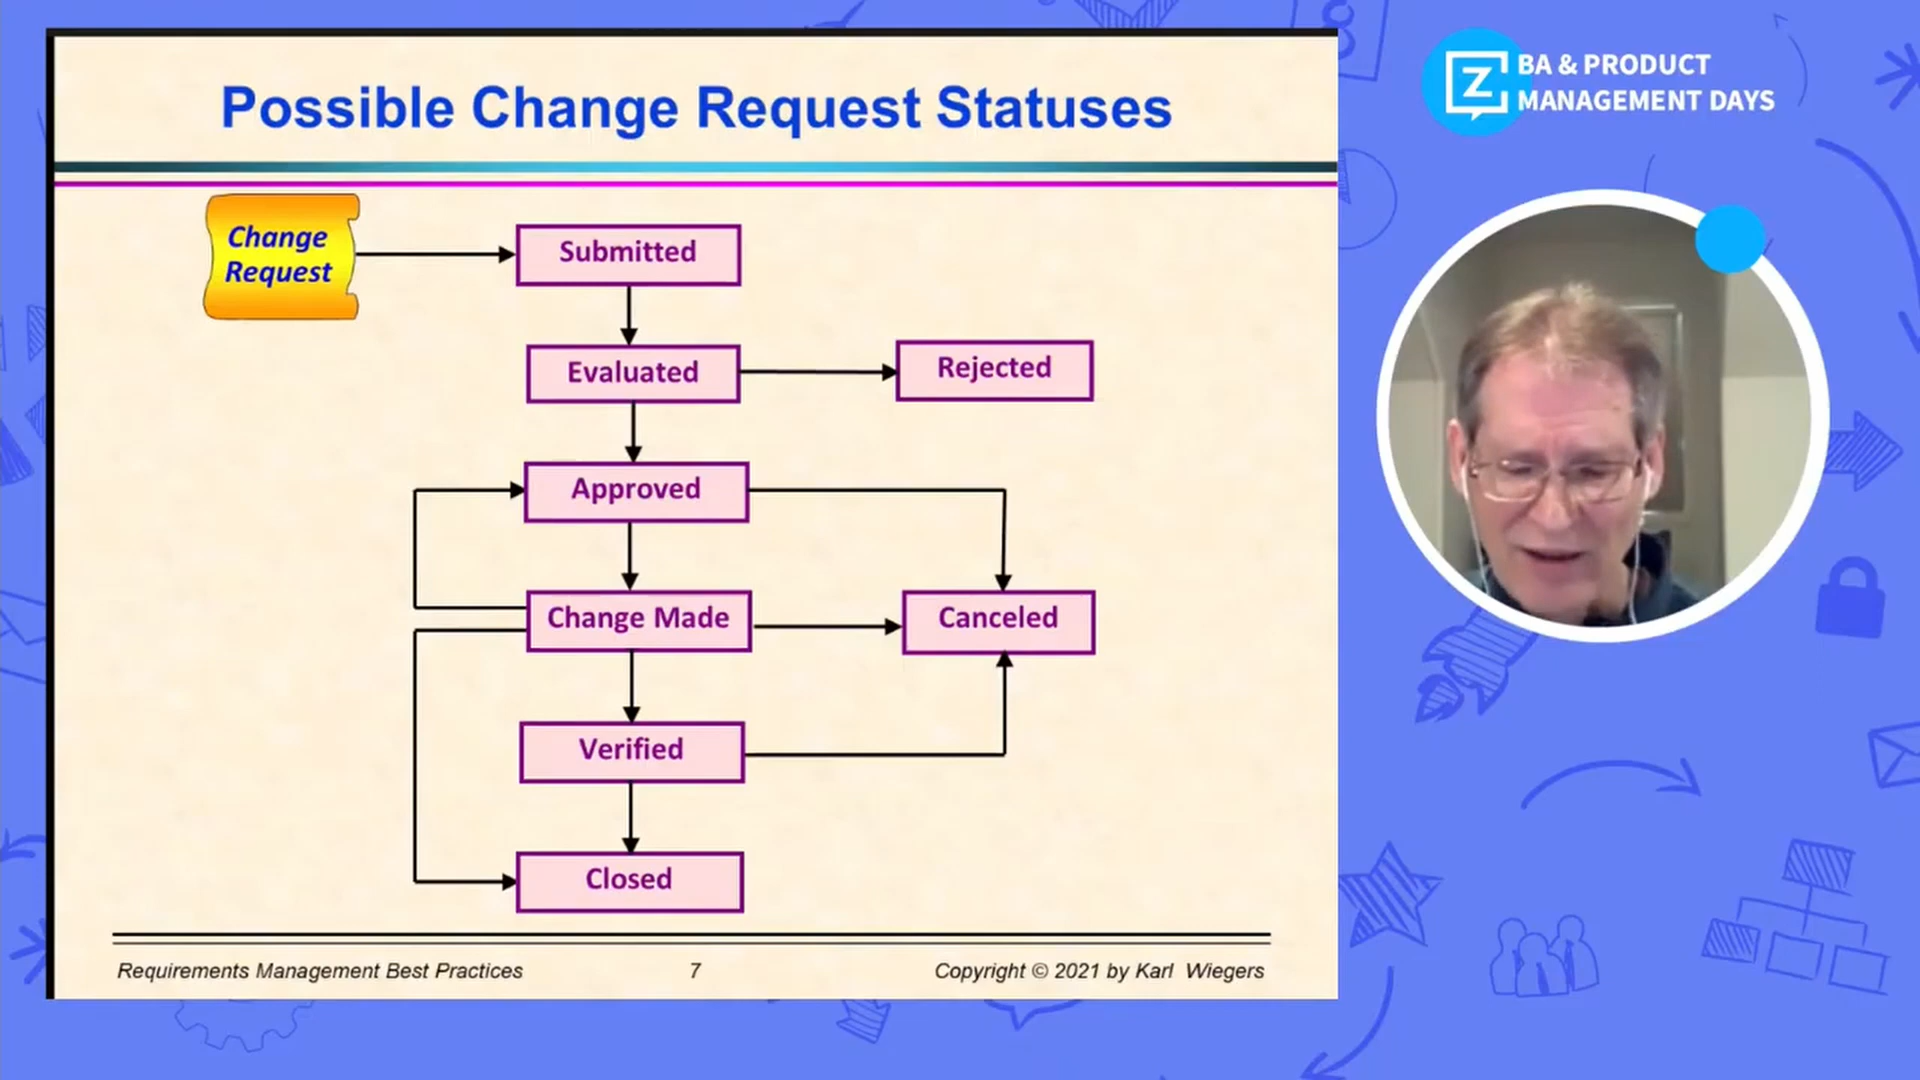 Possible Change Request Statuses
Change
Request
Submitted
Evaluated
Rejected
Approved
Change Made
Canceled
Verified
Closed
Requirements Management Best Practices
7
Copyright © 2021 by Karl Wiegers
Z
BA & PRODUCT
MANAGEMENT DAYS